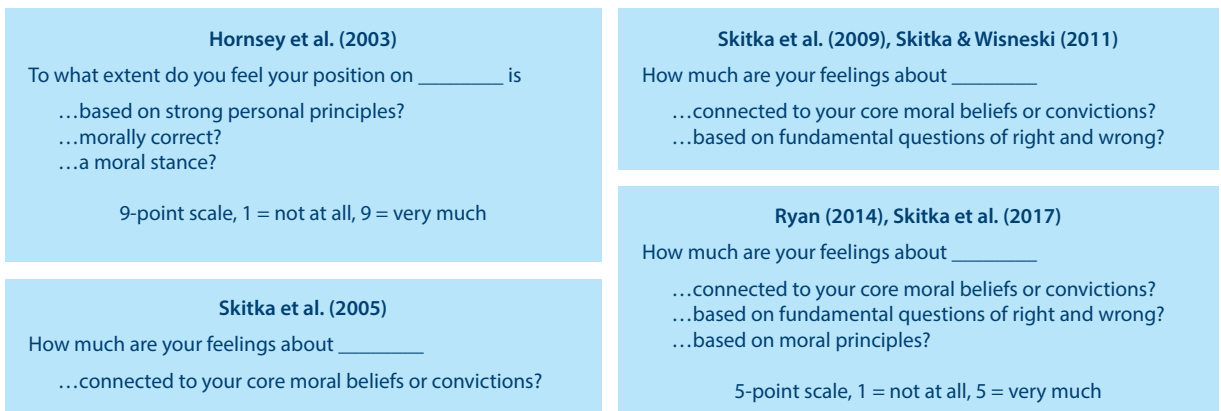 Hornsey et al. (2003)
To what extent do you feel your position on ________ is
…based on strong personal principles?
…morally correct?
…a moral stance?
9-point scale, 1 = not at all, 9 = very much
Skitka et al. (2005)
How much are your feelings about ________
…connected to your core moral beliefs or convictions?
Skitka et al. (2009), Skitka & Wisneski (2011)
How much are your feelings about ________
…connected to your core moral beliefs or convictions?
…based on fundamental questions of right and wrong?
Ryan (2014), Skitka et al. (2017)
How much are your feelings about ________
…connected to your core moral beliefs or convictions?
…based on fundamental questions of right and wrong?
…based on moral principles?
5-point scale, 1 = not at all, 5 = very much